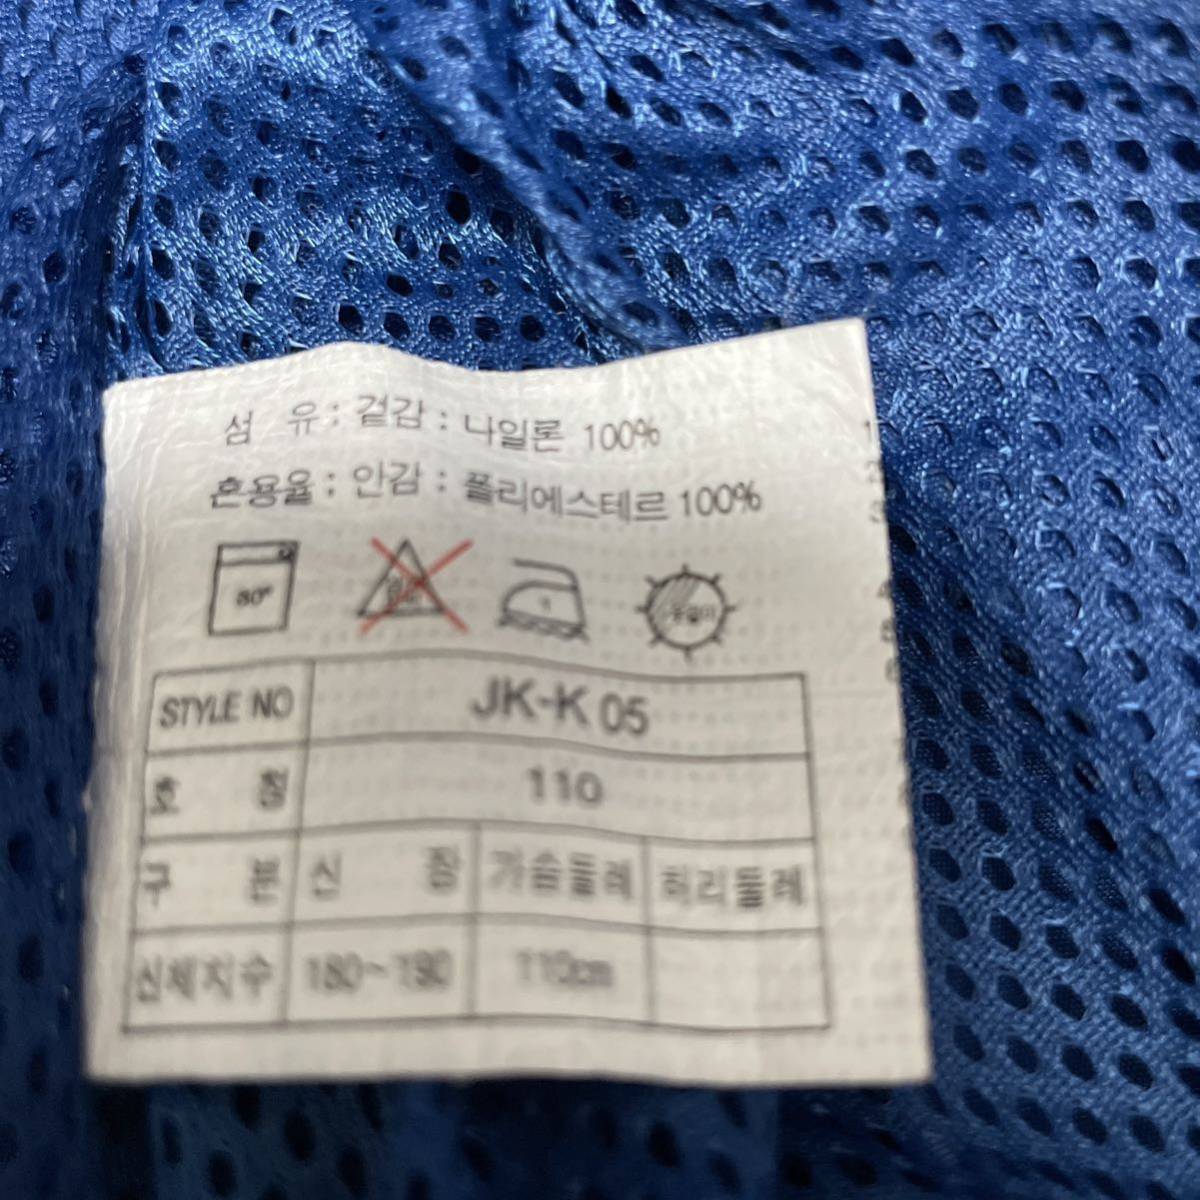 섬 유 : 겉감 : 나일론 100%
혼용율 : 안감 : 폴리에스테르 100%
STYLE NO JK-K 05
호 칭 110
구 분 신 장 가슴둘레 허리둘레
신체치수 180~190 110cm